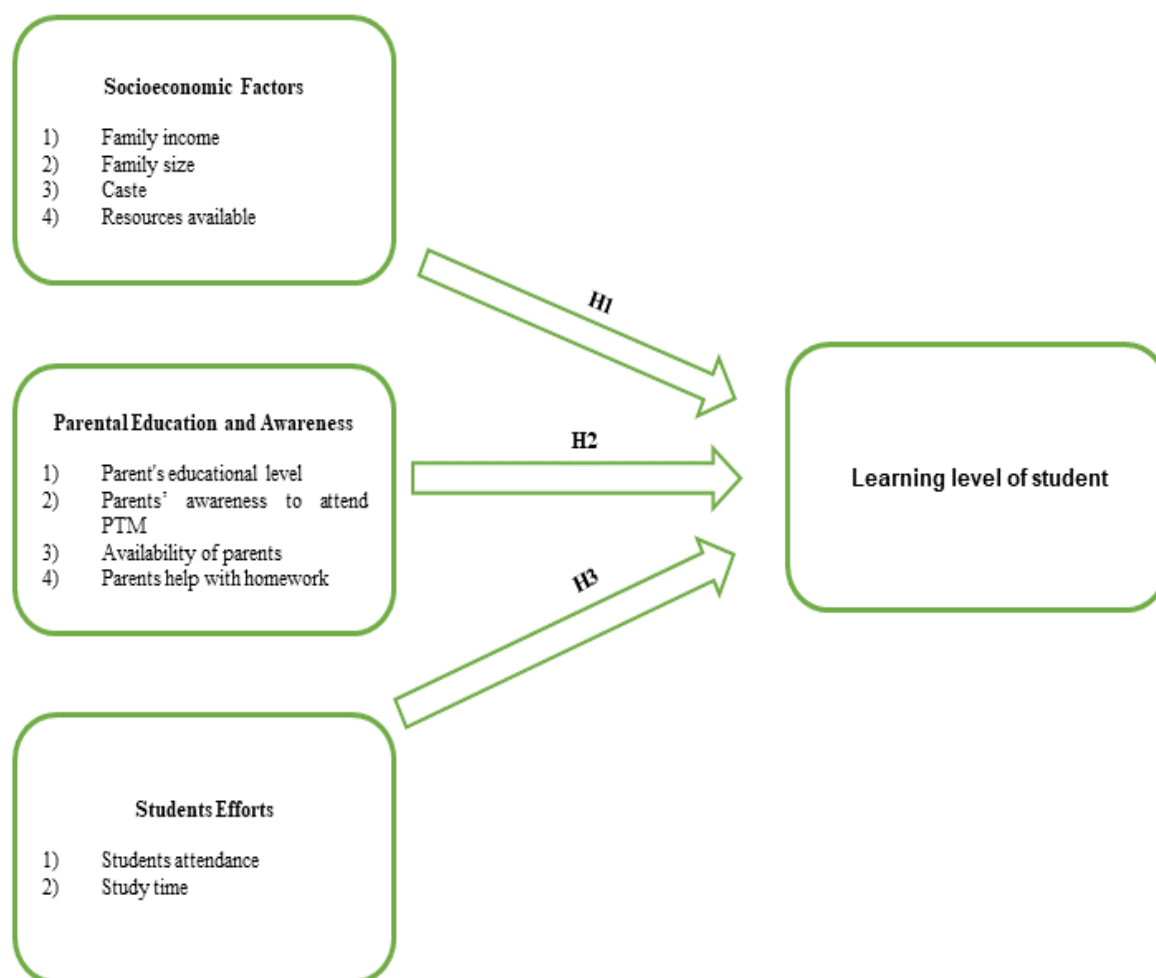 Socioeconomic Factors
1) Family income
2) Family size
3) Caste
4) Resources available
H1
Parental Education and Awareness
1) Parent's educational level
2) Parents' awareness to attend
PTM
3) Availability of parents
4) Parents help with homework
H2
Learning level of student
H3
Students Efforts
1) Students attendance
2) Study time